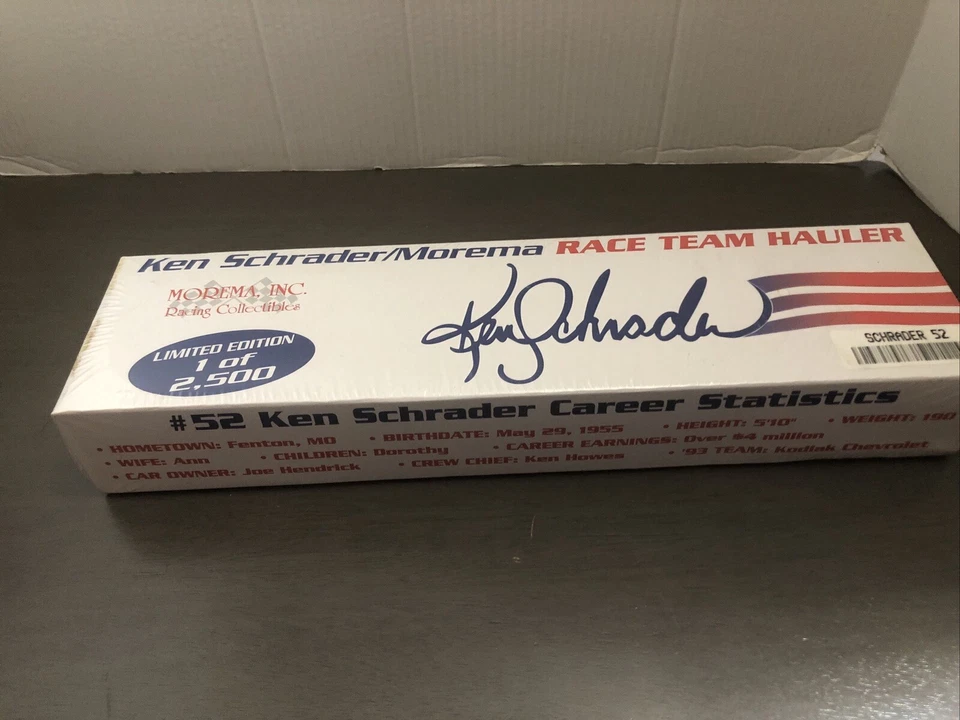 Ken Schrader/Morema RACE TEAM HAULER
MOREMA, INC.
Racing Collectibles
Ken Schrader
LIMITED EDITION
1 of
2,500
SCHRADER 52
#52 Ken Schrader Career Statistics
• HOMETOWN: Fenton, MO • BIRTHDATE: May 29, 1955 • HEIGHT: 5'10" • WEIGHT: 190
• WIFE: Ann • CHILDREN: Dorothy • CAREER EARNINGS: Over $4 million
• CAR OWNER: Joe Hendrick • CREW CHIEF: Ken Howes • '93 TEAM: Kodiak Chevrolet